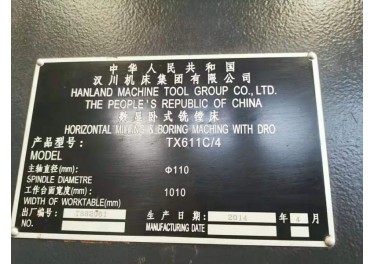 中华人民共和国
汉川机床集团有限公司
HANLAND MACHINE TOOL GROUP CO.,LTD.
THE PEOPLE'S REPUBLIC OF CHINA
数显卧式铣镗床
HORIZONTAL MILLING & BORING MACHING WITH DRO
产品型号: TX611C/4
MODEL
主轴直径(mm): Φ110
SPINDLE DIAMETRE
工作台面宽度(mm): 1010
WIDTH OF WORKTABLE(mm)
出厂编号:
NO.
生产日期 2014 年 月
MANUFACTURING DATE